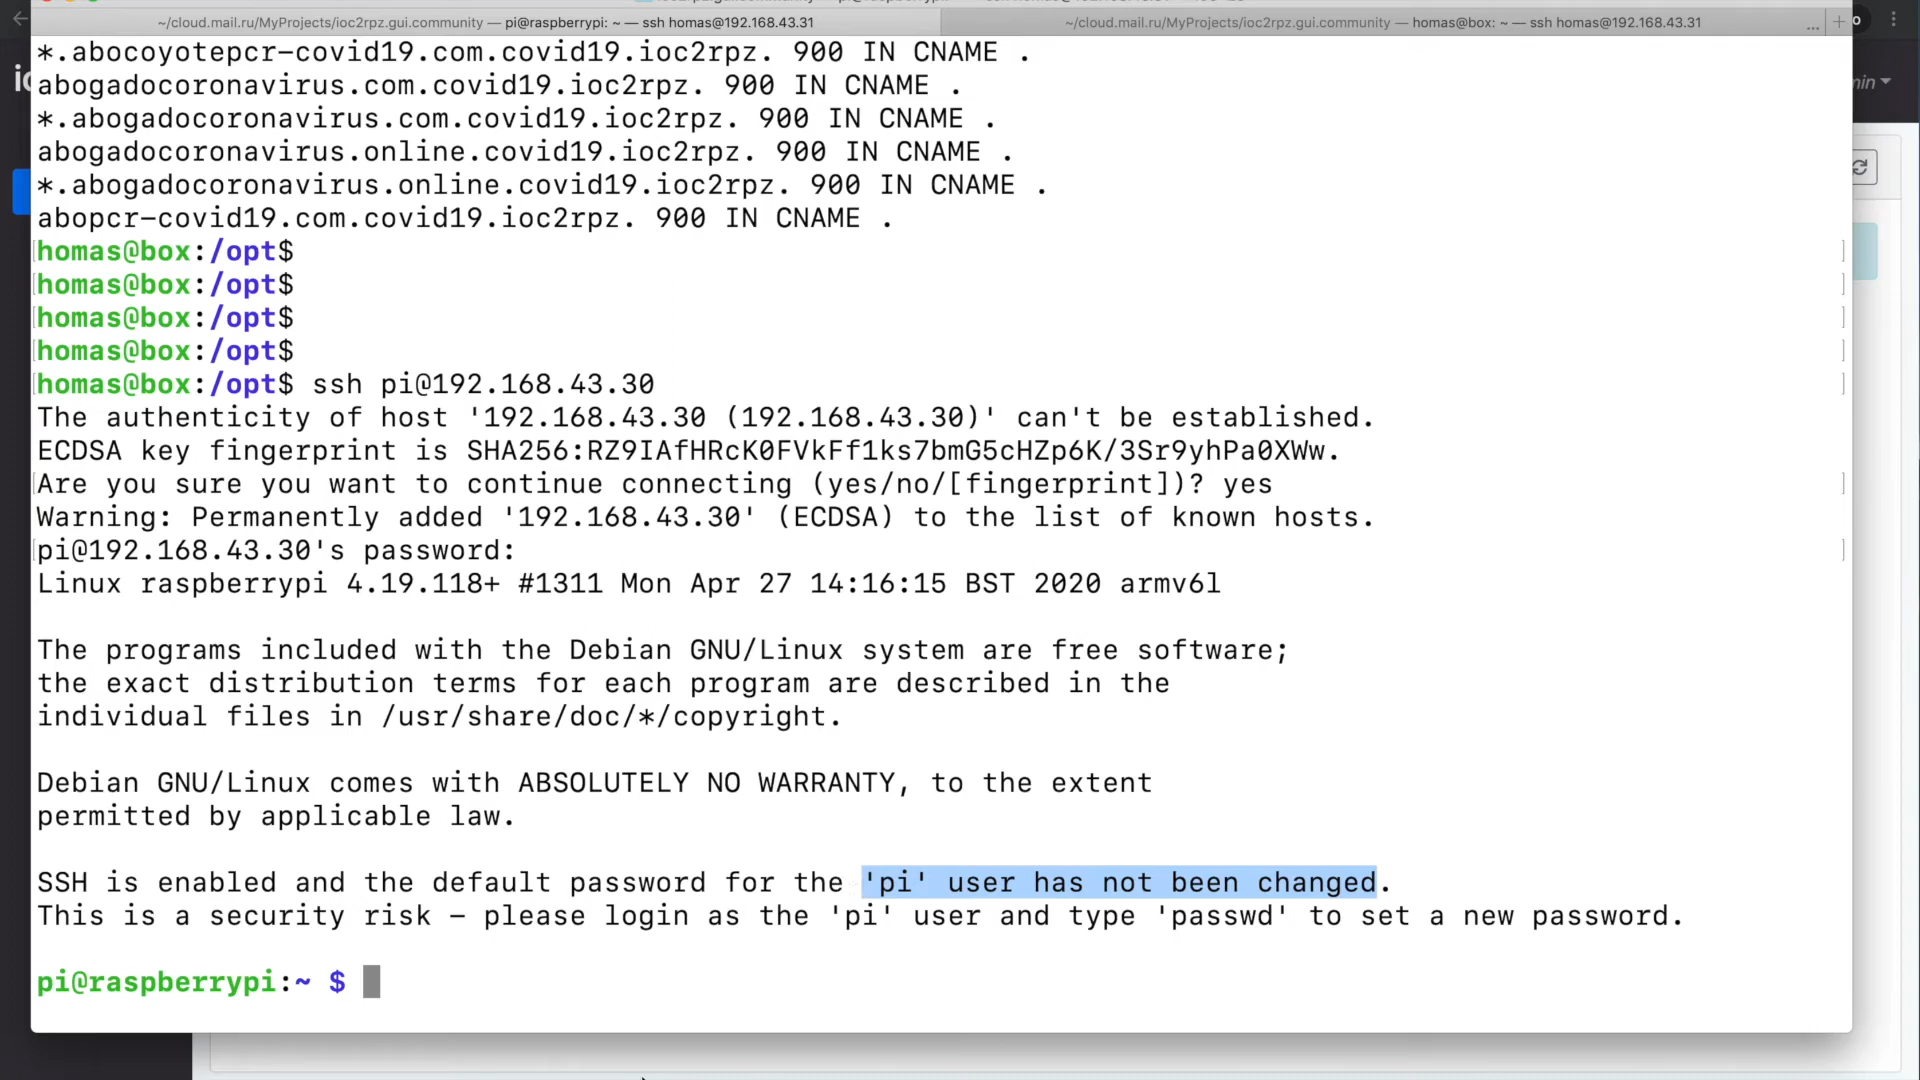 ~/cloud.mail.ru/MyProjects/ioc2rpz.gui.community — pi@raspberrypi: ~ — ssh homas@192.168.43.31
~/cloud.mail.ru/MyProjects/ioc2rpz.gui.community — homas@box: ~ — ssh homas@192.168.43.31
...
+
*.abocoyotepcr-covid19.com.covid19.ioc2rpz. 900 IN CNAME .
abogadocoronavirus.com.covid19.ioc2rpz. 900 IN CNAME .
*.abogadocoronavirus.com.covid19.ioc2rpz. 900 IN CNAME .
abogadocoronavirus.online.covid19.ioc2rpz. 900 IN CNAME .
*.abogadocoronavirus.online.covid19.ioc2rpz. 900 IN CNAME .
abopcr-covid19.com.covid19.ioc2rpz. 900 IN CNAME .
homas@box:/opt$
homas@box:/opt$
homas@box:/opt$
homas@box:/opt$
homas@box:/opt$ ssh pi@192.168.43.30
The authenticity of host '192.168.43.30 (192.168.43.30)' can't be established.
ECDSA key fingerprint is SHA256:RZ9IAfHRcK0FVkFf1ks7bmG5cHZp6K/3Sr9yhPa0XWw.
Are you sure you want to continue connecting (yes/no/[fingerprint])? yes
Warning: Permanently added '192.168.43.30' (ECDSA) to the list of known hosts.
pi@192.168.43.30's password:
Linux raspberrypi 4.19.118+ #1311 Mon Apr 27 14:16:15 BST 2020 armv6l
The programs included with the Debian GNU/Linux system are free software;
the exact distribution terms for each program are described in the
individual files in /usr/share/doc/*/copyright.
Debian GNU/Linux comes with ABSOLUTELY NO WARRANTY, to the extent
permitted by applicable law.
SSH is enabled and the default password for the 'pi' user has not been changed.
This is a security risk - please login as the 'pi' user and type 'passwd' to set a new password.
pi@raspberrypi:~ $